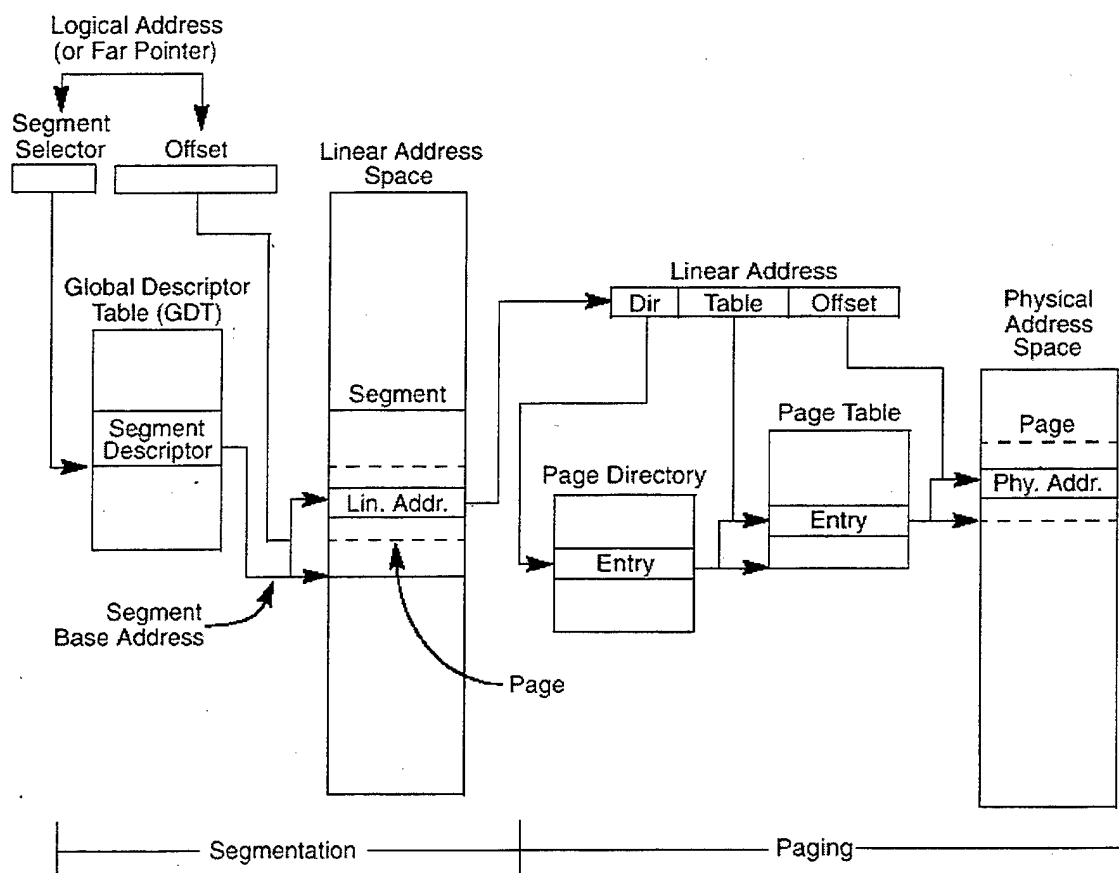 Logical Address
(or Far Pointer)
Segment
Selector
Offset
Linear Address
Space
Global Descriptor
Table (GDT)
Segment
Descriptor
Segment
Lin. Addr.
Segment
Base Address
Page
Linear Address
Dir
Table
Offset
Physical
Address
Space
Page Table
Page Directory
Entry
Entry
Page
Phy. Addr.
Segmentation
Paging